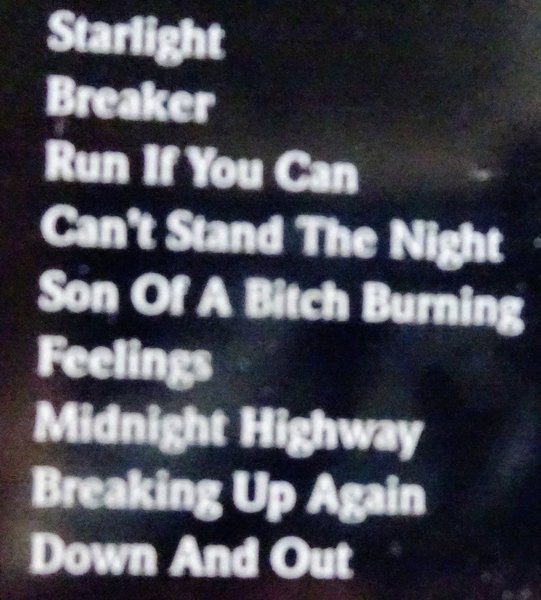 Starlight
Breaker
Run If You Can
Can't Stand The Night
Son Of A Bitch Burning
Feelings
Midnight Highway
Breaking Up Again
Down And Out